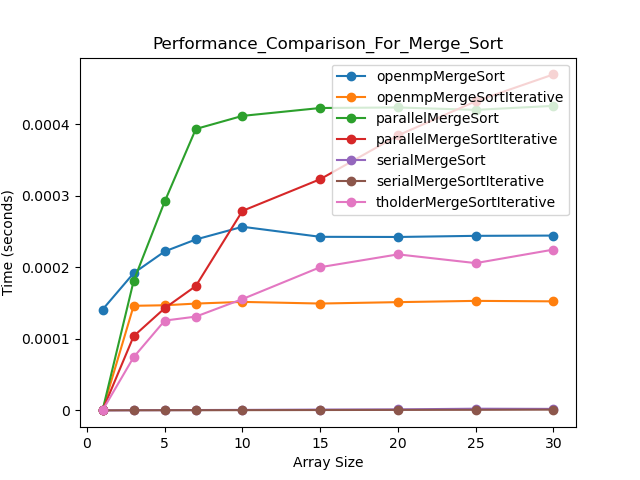 Performance_Comparison_For_Merge_Sort
openmpMergeSort
openmpMergeSortIterative
parallelMergeSort
parallelMergeSortIterative
serialMergeSort
serialMergeSortIterative
tholderMergeSortIterative
Time (seconds)
0.0004
0.0003
0.0002
0.0001
0
0 5 10 15 20 25 30
Array Size